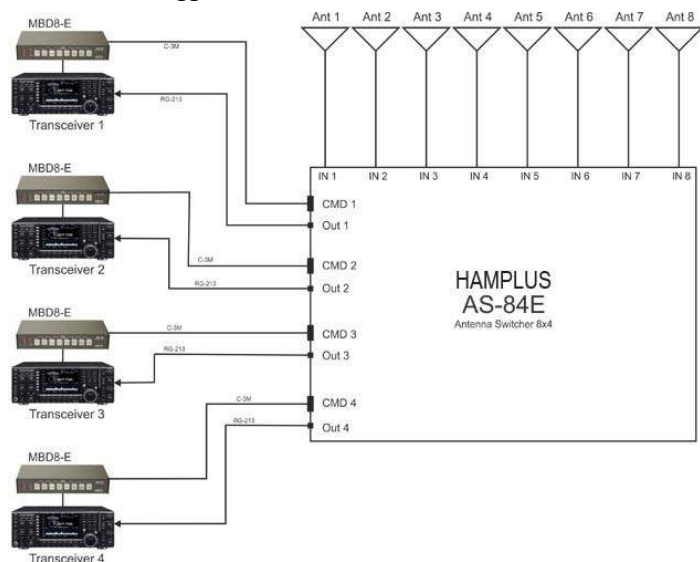 Ant 1 Ant 2 Ant 3 Ant 4 Ant 5 Ant 6 Ant 7 Ant 8
IN 1 IN 2 IN 3 IN 4 IN 5 IN 6 IN 7 IN 8
MBD8-E
C-3M
RG-213
Transceiver 1
MBD8-E
C-3M
RG-213
Transceiver 2
MBD8-E
C-3M
RG-213
Transceiver 3
MBD8-E
C-3M
RG-213
Transceiver 4
CMD 1
Out 1
CMD 2
Out 2
CMD 3
Out 3
CMD 4
Out 4
HAMPLUS
AS-84E
Antenna Switcher 8x4